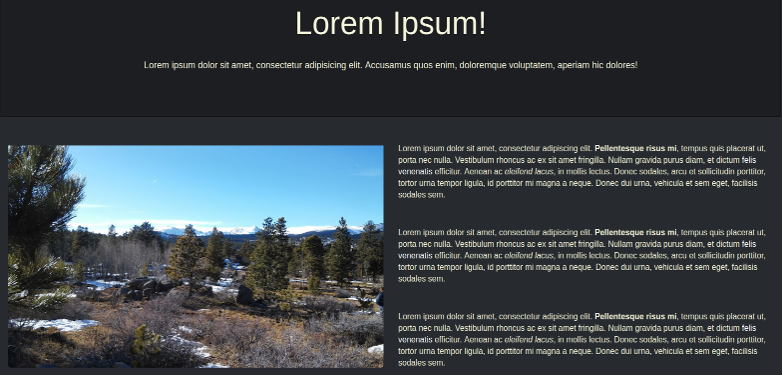 Lorem Ipsum!
Lorem ipsum dolor sit amet, consectetur adipisicing elit. Accusamus quos enim, doloremque voluptatem, aperiam hic dolores!
Lorem ipsum dolor sit amet, consectetur adipiscing elit. Pellentesque risus mi, tempus quis placerat ut,
porta nec nulla. Vestibulum rhoncus ac ex sit amet fringilla. Nullam gravida purus diam, et dictum felis
venenatis efficitur. Aenean ac eleifend lacus, in mollis lectus. Donec sodales, arcu et sollicitudin porttitor,
tortor urna tempor ligula, id porttitor mi magna a neque. Donec dui urna, vehicula et sem eget, facilisis
sodales sem.
Lorem ipsum dolor sit amet, consectetur adipiscing elit. Pellentesque risus mi, tempus quis placerat ut,
porta nec nulla. Vestibulum rhoncus ac ex sit amet fringilla. Nullam gravida purus diam, et dictum felis
venenatis efficitur. Aenean ac eleifend lacus, in mollis lectus. Donec sodales, arcu et sollicitudin porttitor,
tortor urna tempor ligula, id porttitor mi magna a neque. Donec dui urna, vehicula et sem eget, facilisis
sodales sem.
Lorem ipsum dolor sit amet, consectetur adipiscing elit. Pellentesque risus mi, tempus quis placerat ut,
porta nec nulla. Vestibulum rhoncus ac ex sit amet fringilla. Nullam gravida purus diam, et dictum felis
venenatis efficitur. Aenean ac eleifend lacus, in mollis lectus. Donec sodales, arcu et sollicitudin porttitor,
tortor urna tempor ligula, id porttitor mi magna a neque. Donec dui urna, vehicula et sem eget, facilisis
sodales sem.